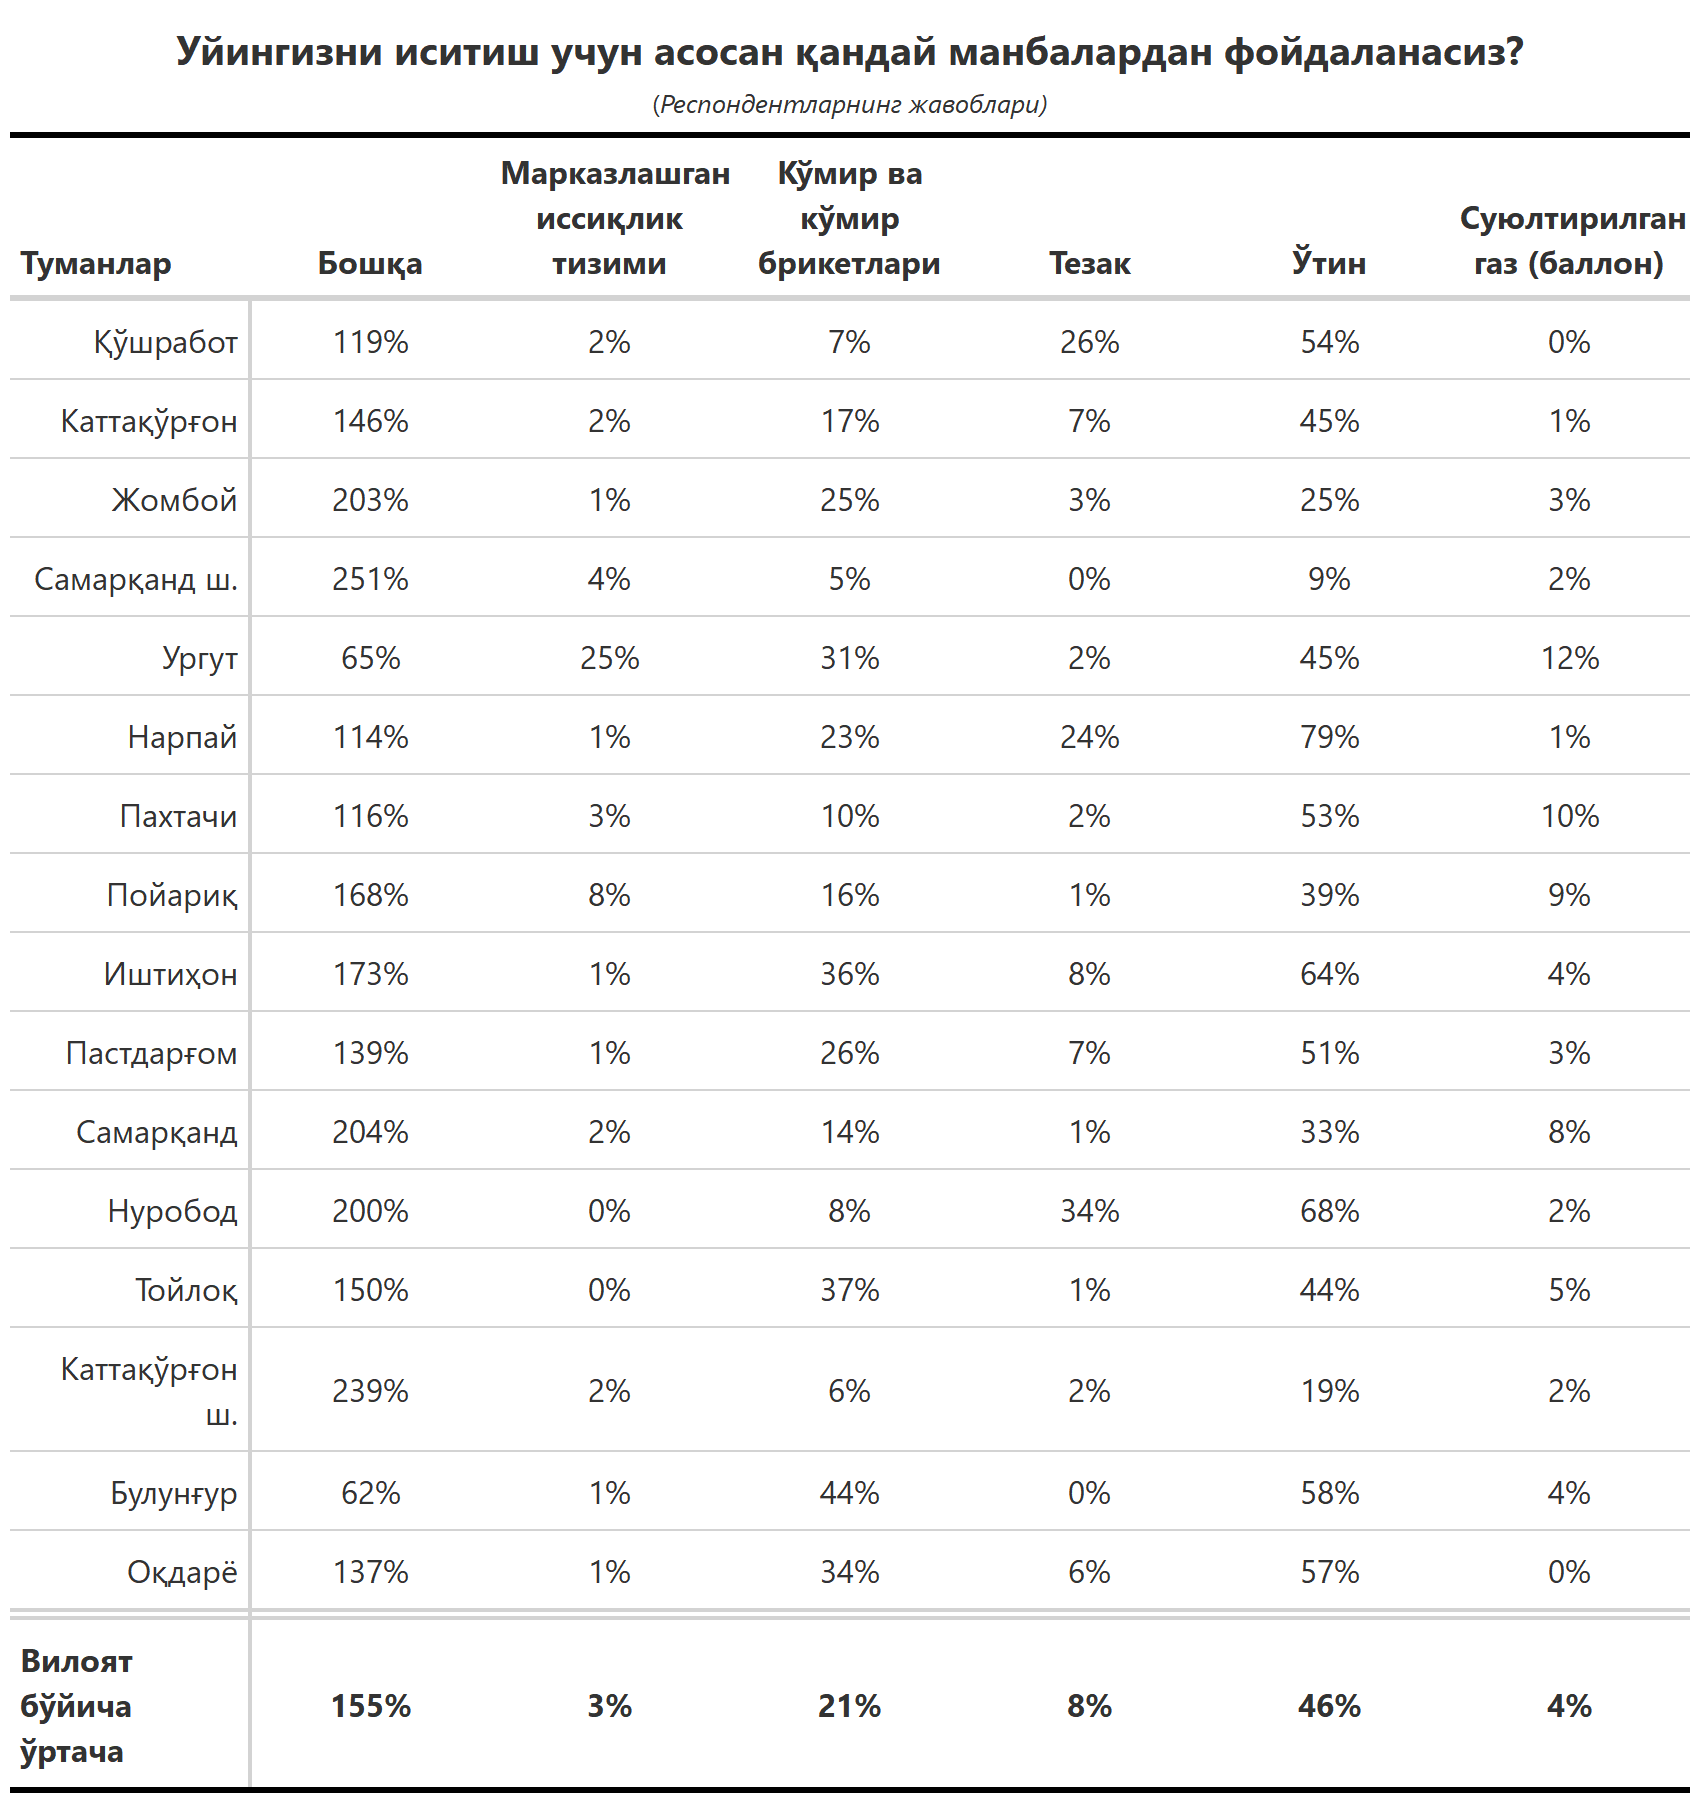 Уйингизни иситиш учун асосан қандай манбалардан фойдаланасиз?
(Респондентларнинг жавоблари)
Туманлар Бошқа Марказлашган иссиқлик тизими Кўмир ва кўмир брикетлари Тезак Ўтин Суюлтирилган газ (баллон)
Қўшработ 119% 2% 7% 26% 54% 0%
Каттақўрғон 146% 2% 17% 7% 45% 1%
Жомбой 203% 1% 25% 3% 25% 3%
Самарқанд ш. 251% 4% 5% 0% 9% 2%
Ургут 65% 25% 31% 2% 45% 12%
Нарпай 114% 1% 23% 24% 79% 1%
Пахтачи 116% 3% 10% 2% 53% 10%
Пойариқ 168% 8% 16% 1% 39% 9%
Иштиҳон 173% 1% 36% 8% 64% 4%
Пастдарғом 139% 1% 26% 7% 51% 3%
Самарқанд 204% 2% 14% 1% 33% 8%
Нуробод 200% 0% 8% 34% 68% 2%
Тойлоқ 150% 0% 37% 1% 44% 5%
Каттақўрғон ш. 239% 2% 6% 2% 19% 2%
Булунғур 62% 1% 44% 0% 58% 4%
Оқдарё 137% 1% 34% 6% 57% 0%
Вилоят бўйича ўртача 155% 3% 21% 8% 46% 4%